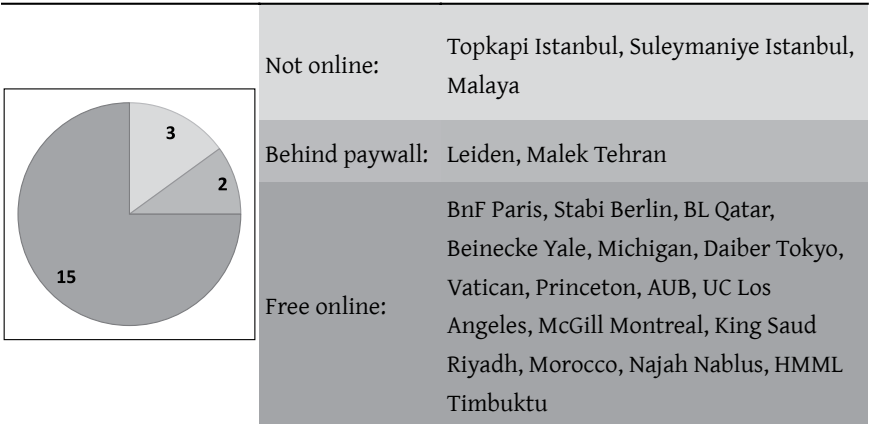 3
2
15
Not online:
Topkapi Istanbul, Suleymaniye Istanbul,
Malaya
Behind paywall:
Leiden, Malek Tehran
Free online:
BnF Paris, Stabi Berlin, BL Qatar,
Beinecke Yale, Michigan, Daiber Tokyo,
Vatican, Princeton, AUB, UC Los
Angeles, McGill Montreal, King Saud
Riyadh, Morocco, Najah Nablus, HMML
Timbuktu